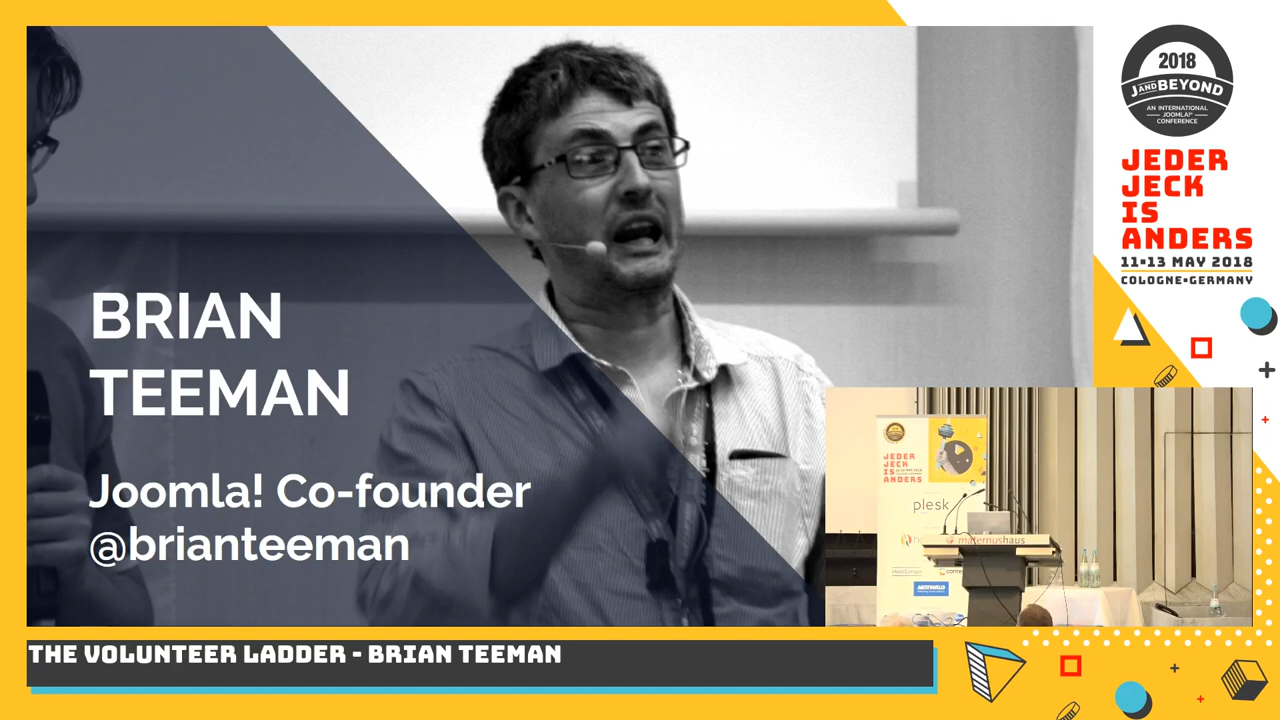 BRIAN
TEEMAN
Joomla! Co-founder
@brianteeman
2018
J AND BEYOND
AN INTERNATIONAL
JOOMLA!®
CONFERENCE
JEDER
JECK
IS
ANDERS
11-13 MAY 2018
COLOGNE-GERMANY
JEDER
JECK
IS
ANDERS
plesk
maternushaus
MITTWALD
THE VOLUNTEER LADDER - BRIAN TEEMAN